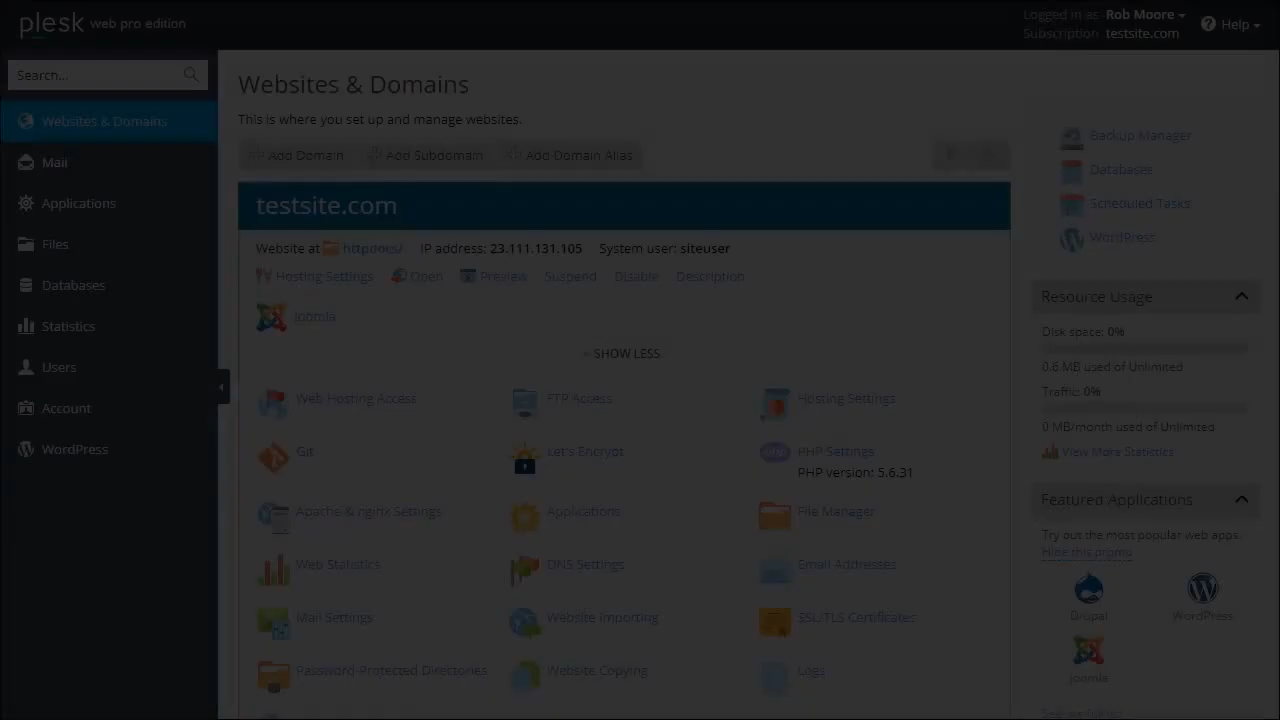 plesk web pro edition
Logged in as Rob Moore
Subscription testsite.com
Help
Search...
Websites & Domains
Mail
Applications
Files
Databases
Statistics
Users
Account
WordPress
Websites & Domains
This is where you set up and manage websites.
Add Domain Add Subdomain Add Domain Alias
testsite.com
Website at httpdocs/ IP address: 23.111.131.105 System user: siteuser
Hosting Settings Open Preview Suspend Disable Description
Joomla
SHOW LESS
Web Hosting Access FTP Access Hosting Settings
Git Let's Encrypt PHP Settings
PHP version: 5.6.31
Apache & nginx Settings Applications File Manager
Web Statistics DNS Settings Email Addresses
Mail Settings Website Importing SSL/TLS Certificates
Password-Protected Directories Website Copying Logs
Backup Manager
Databases
Scheduled Tasks
WordPress
Resource Usage
Disk space: 0%
0.6 MB used of Unlimited
Traffic: 0%
0 MB/month used of Unlimited
View More Statistics
Featured Applications
Try out the most popular web apps.
Hide this promo
Drupal WordPress
Joomla